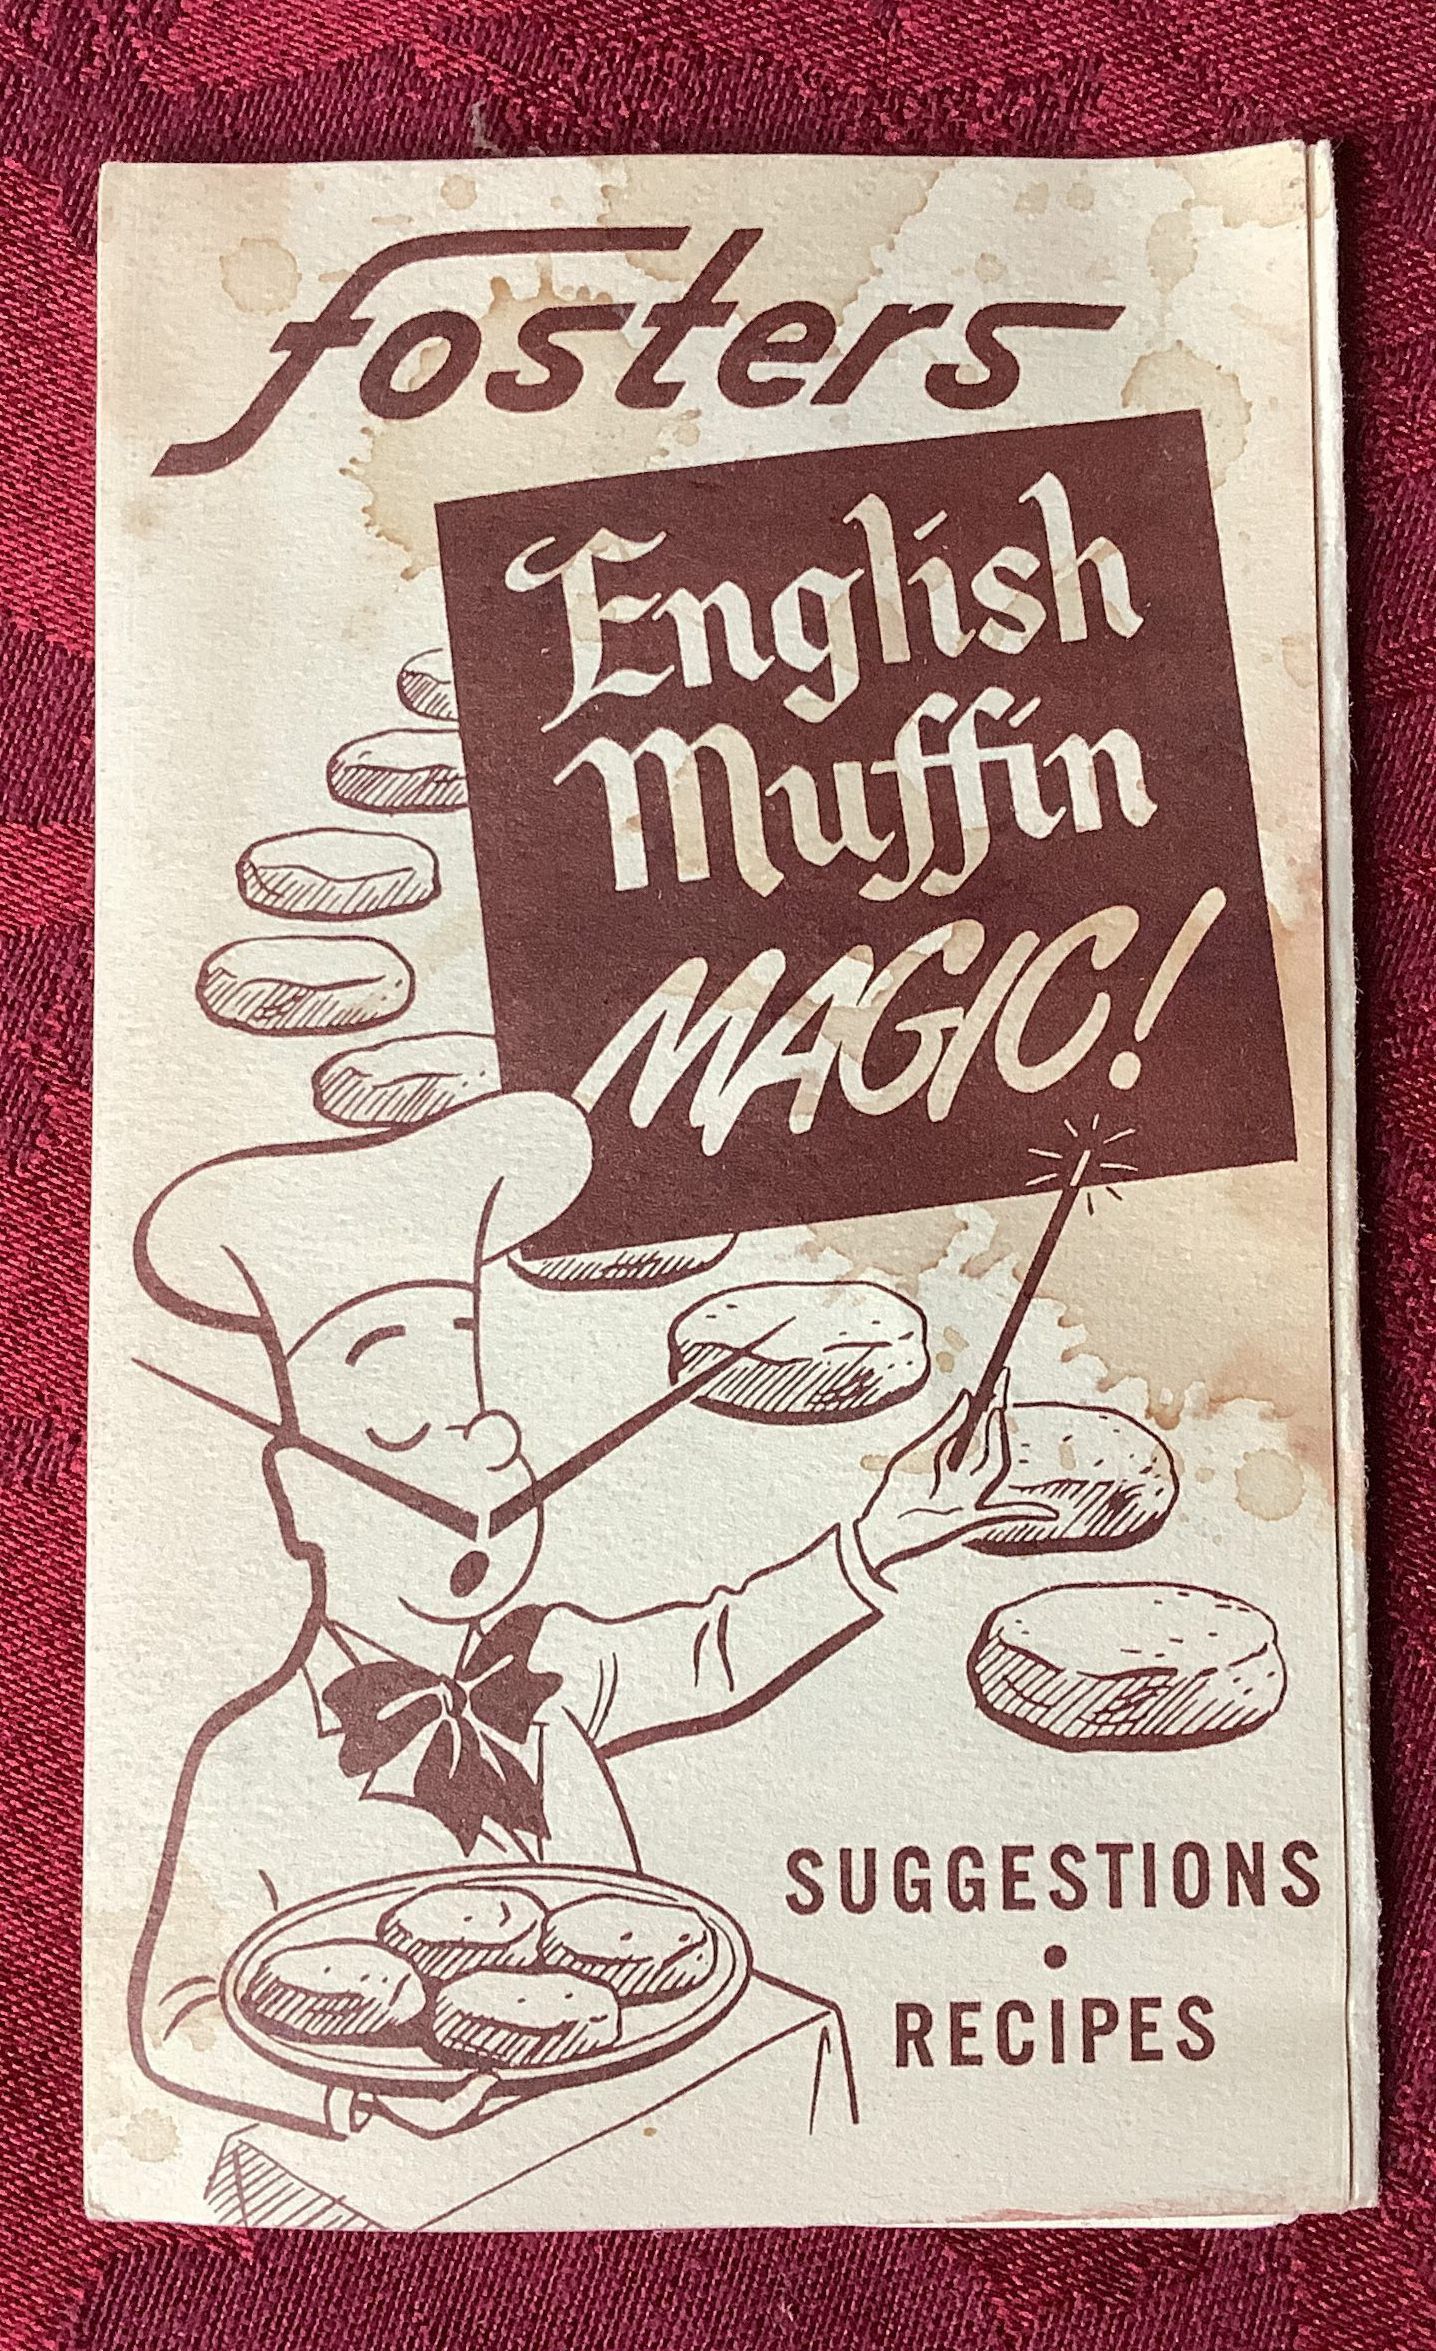 fosters
English
Muffin
MAGIC!
SUGGESTIONS
•
RECIPES